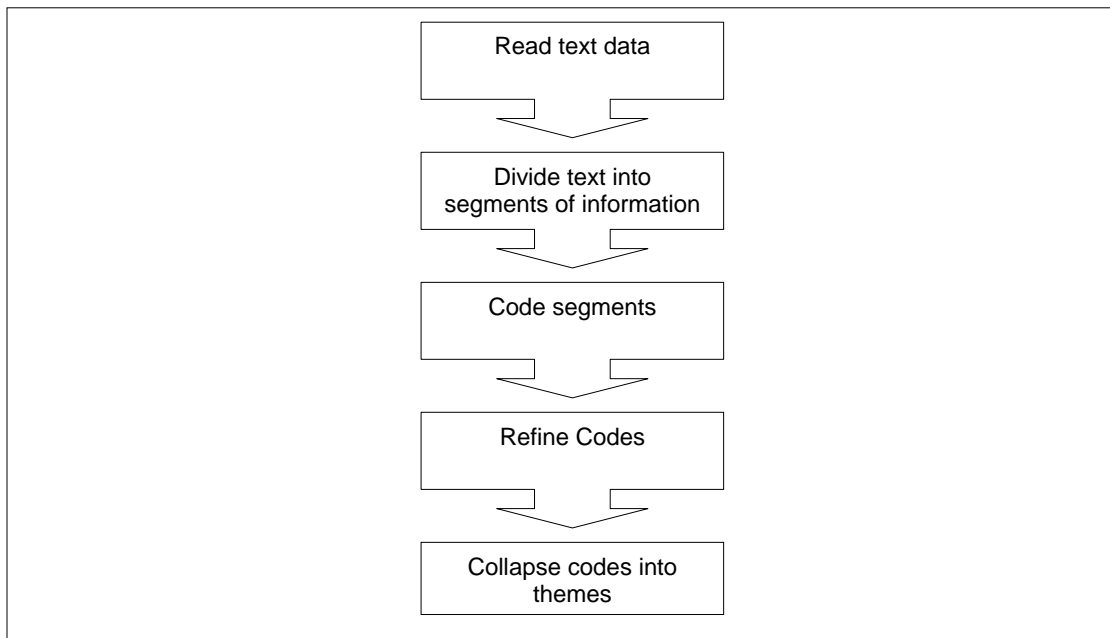 Read text data
Divide text into
segments of information
Code segments
Refine Codes
Collapse codes into
themes